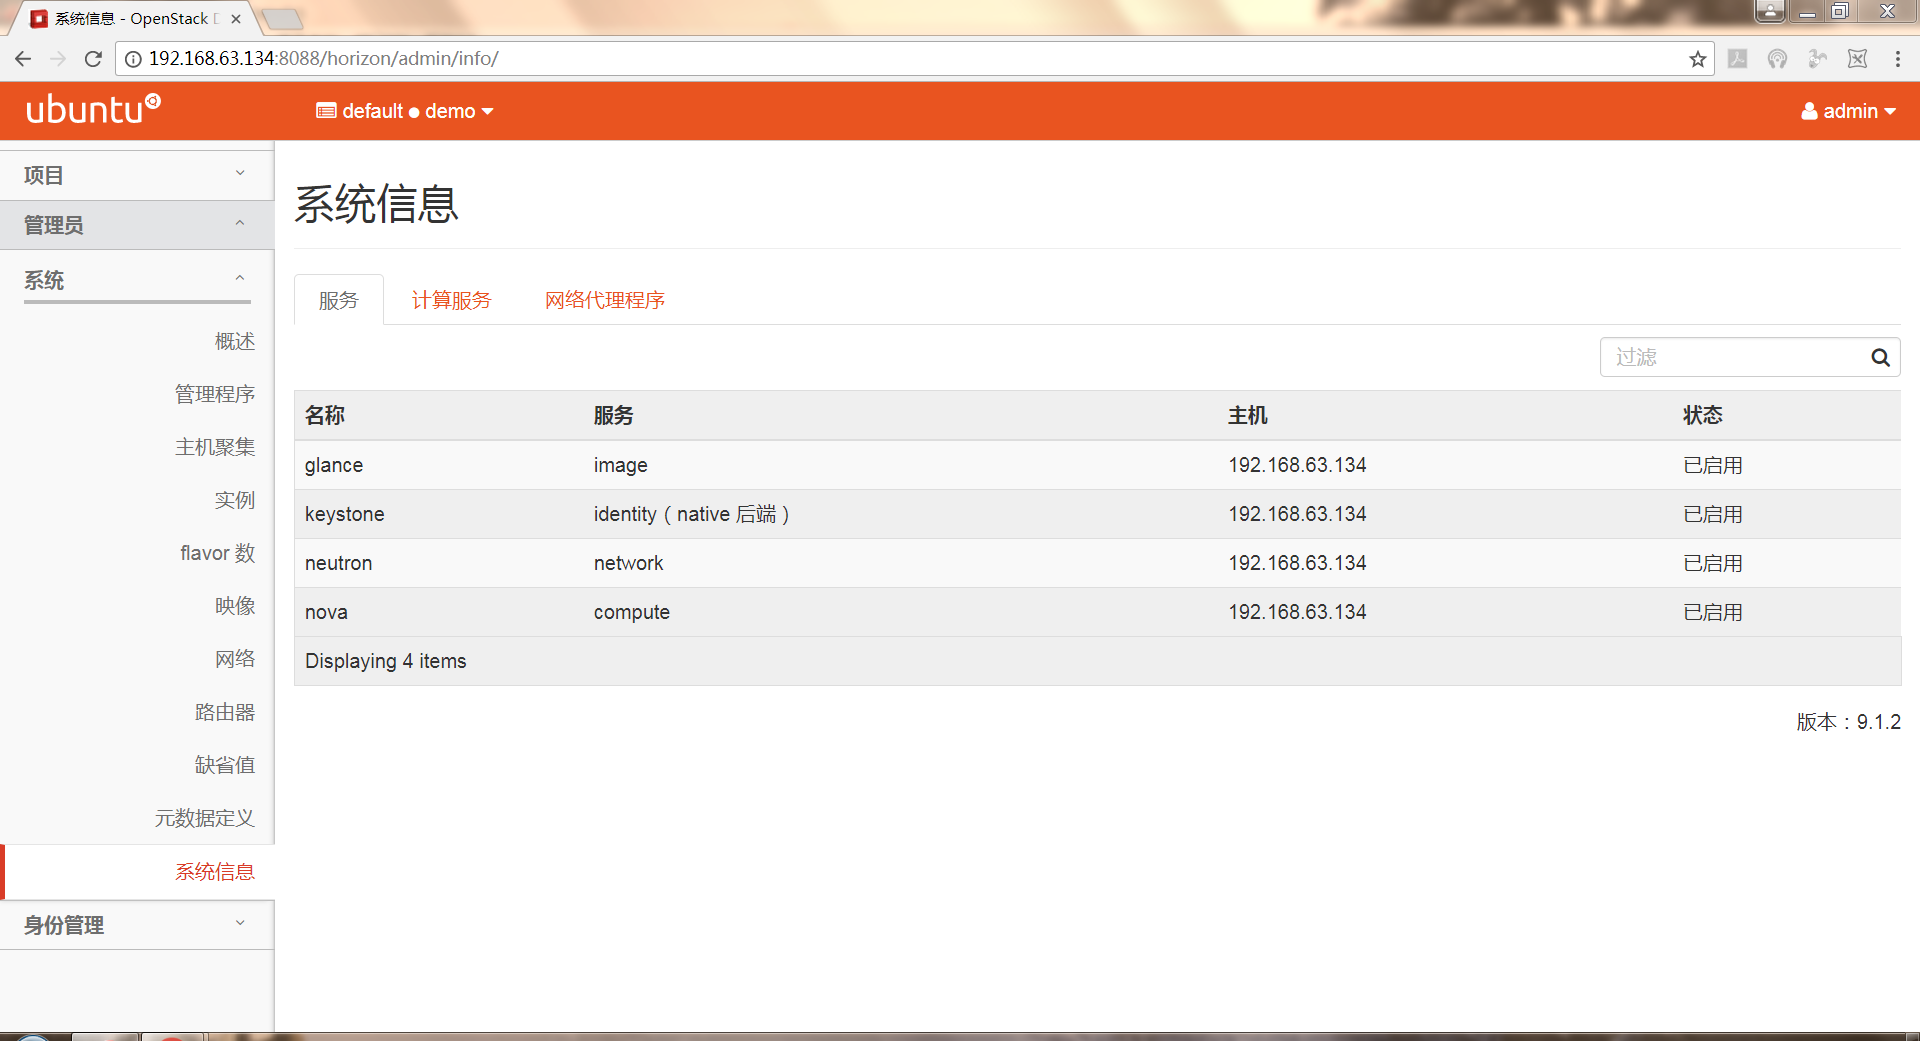 系统信息 - OpenStack D
192.168.63.134:8088/horizon/admin/info/
ubuntu
default ● demo
admin
项目
管理员
系统
概述
管理程序
主机聚集
实例
flavor 数
映像
网络
路由器
缺省值
元数据定义
系统信息
身份管理
系统信息
服务 计算服务 网络代理程序
过滤
名称 服务 主机 状态
glance image 192.168.63.134 已启用
keystone identity（native 后端） 192.168.63.134 已启用
neutron network 192.168.63.134 已启用
nova compute 192.168.63.134 已启用
Displaying 4 items
版本：9.1.2